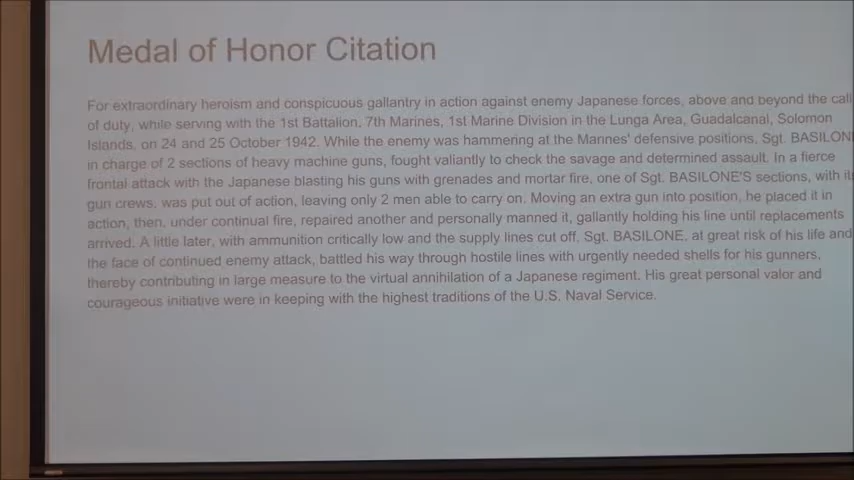 Medal of Honor Citation
For extraordinary heroism and conspicuous gallantry in action against enemy Japanese forces, above and beyond the call
of duty, while serving with the 1st Battalion, 7th Marines, 1st Marine Division in the Lunga Area, Guadalcanal, Solomon
Islands, on 24 and 25 October 1942. While the enemy was hammering at the Marines' defensive positions, Sgt. BASILON
in charge of 2 sections of heavy machine guns, fought valiantly to check the savage and determined assault. In a fierce
frontal attack with the Japanese blasting his guns with grenades and mortar fire, one of Sgt. BASILONE'S sections, with its
gun crews, was put out of action, leaving only 2 men able to carry on. Moving an extra gun into position, he placed it in
action, then, under continual fire, repaired another and personally manned it, gallantly holding his line until replacements
arrived. A little later, with ammunition critically low and the supply lines cut off, Sgt. BASILONE, at great risk of his life and
the face of continued enemy attack, battled his way through hostile lines with urgently needed shells for his gunners,
thereby contributing in large measure to the virtual annihilation of a Japanese regiment. His great personal valor and
courageous initiative were in keeping with the highest traditions of the U.S. Naval Service.